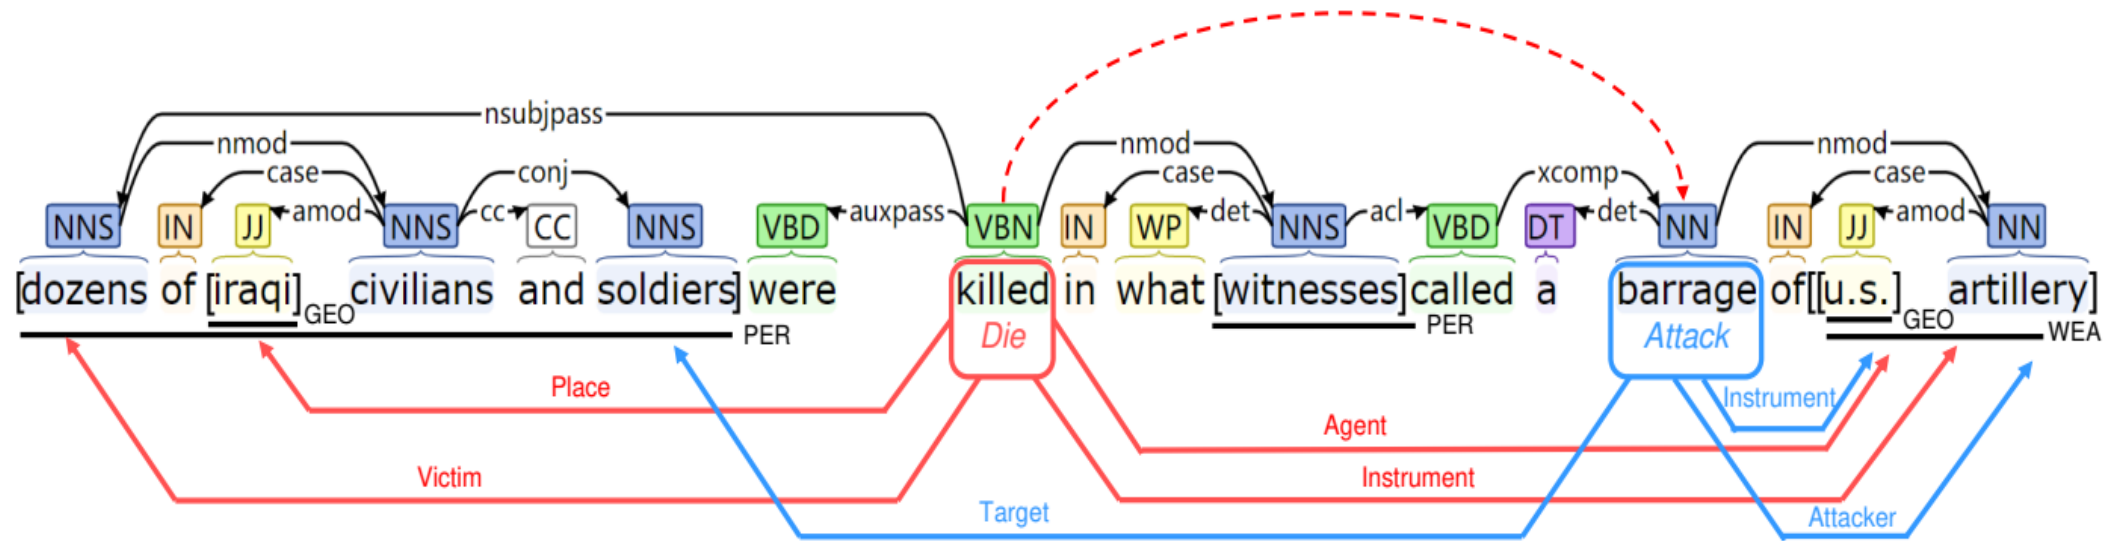 nsubjpass
nmod nmod nmod
case conj case xcomp case
NNS IN JJ amod NNS cc CC NNS VBD auxpass VBN IN WP det NNS acl VBD DT det NN IN JJ amod NN
[dozens of [iraqi] civilians and soldiers] were killed in what [witnesses] called a barrage of[[u.s.] artillery]
GEO PER Die PER Attack GEO WEA
Place Instrument
Agent
Victim Instrument
Target Attacker